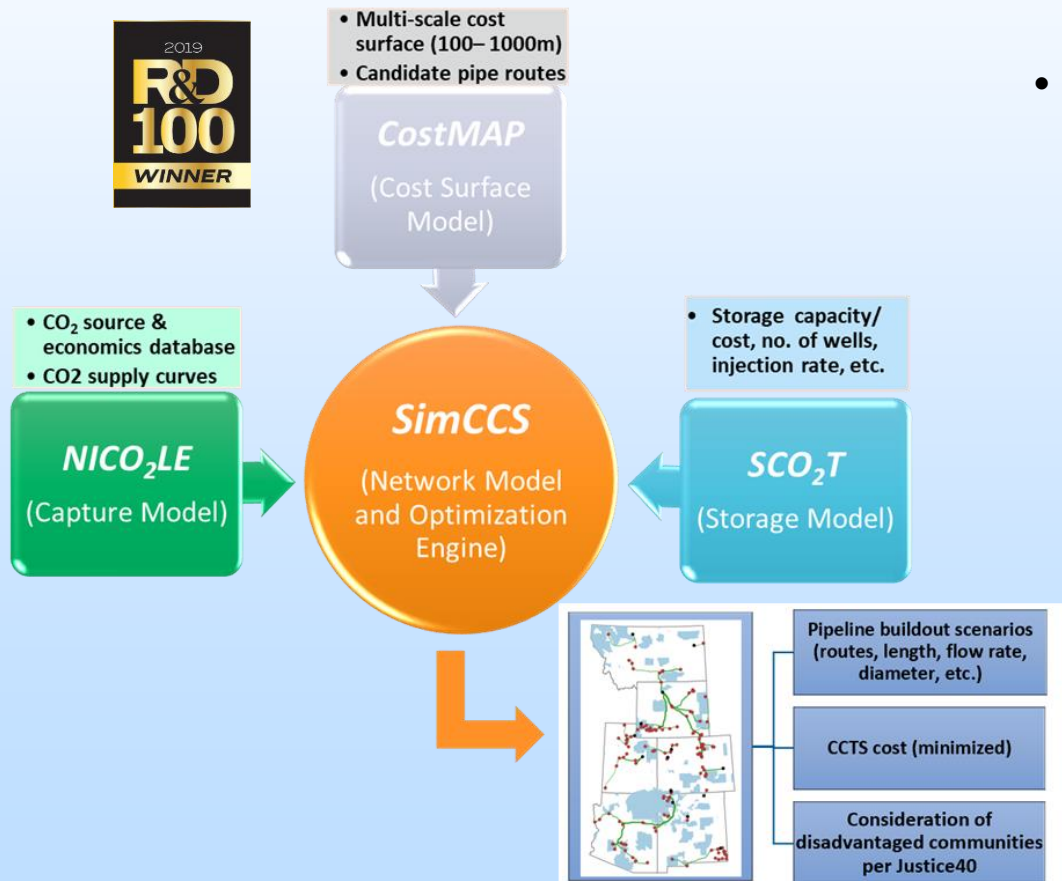 2019
R&D
100
WINNER
• Multi-scale cost
surface (100– 1000m)
• Candidate pipe routes
CostMAP
(Cost Surface
Model)
•
• CO₂ source &
economics database
• CO2 supply curves
NICO₂LE
(Capture Model)
SimCCS
(Network Model
and Optimization
Engine)
• Storage capacity/
cost, no. of wells,
injection rate, etc.
SCO₂T
(Storage Model)
Pipeline buildout scenarios
(routes, length, flow rate,
diameter, etc.)
CCTS cost (minimized)
Consideration of
disadvantaged communities
per Justice40